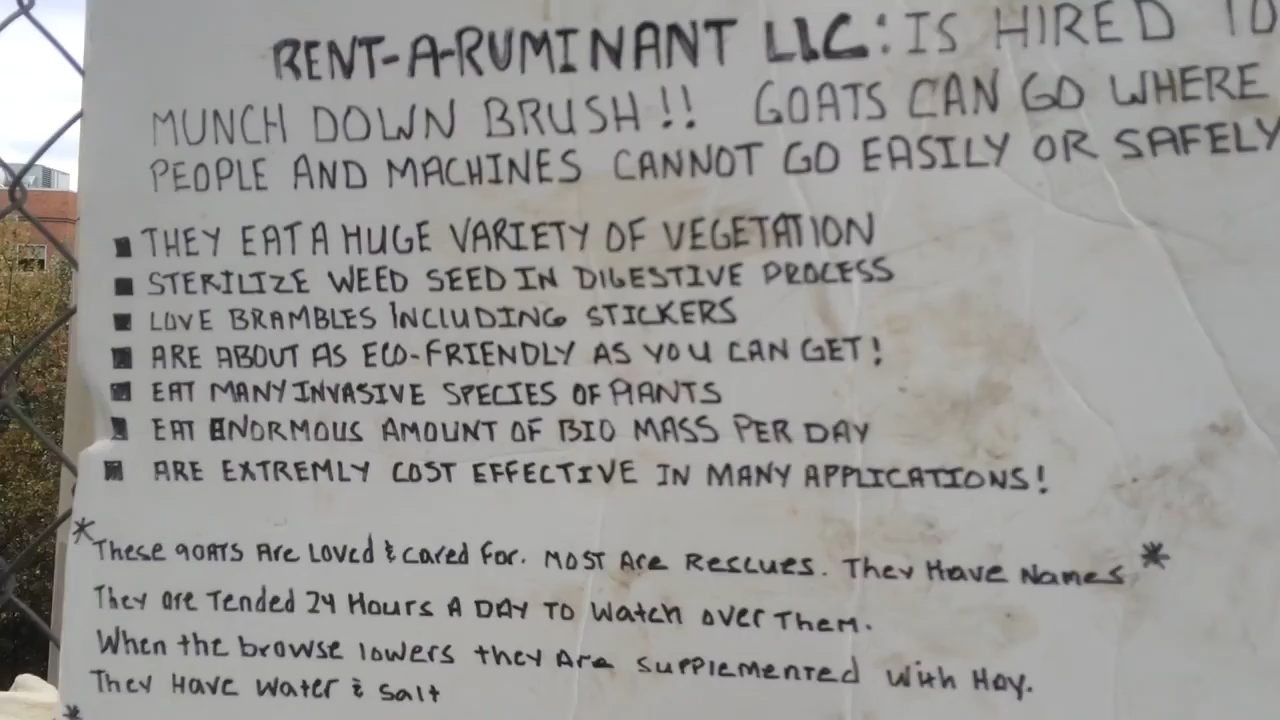 RENT-A-RUMINANT LLC: IS HIRED TO
MUNCH DOWN BRUSH!! GOATS CAN GO WHERE
PEOPLE AND MACHINES CANNOT GO EASILY OR SAFELY
■ THEY EAT A HUGE VARIETY OF VEGETATION
■ STERILIZE WEED SEED IN DIGESTIVE PROCESS
■ LOVE BRAMBLES INCLUDING STICKERS
■ ARE ABOUT AS ECO-FRIENDLY AS YOU CAN GET!
■ EAT MANY INVASIVE SPECIES OF PLANTS
■ EAT ENORMOUS AMOUNT OF BIO MASS PER DAY
■ ARE EXTREMLY COST EFFECTIVE IN MANY APPLICATIONS!
* These goats Are Loved & cared for. Most Are Rescues. They Have Names *
They are Tended 24 Hours A DAY TO Watch over Them.
When the browse lowers they Are supplemented with Hay.
They Have Water & Salt
*